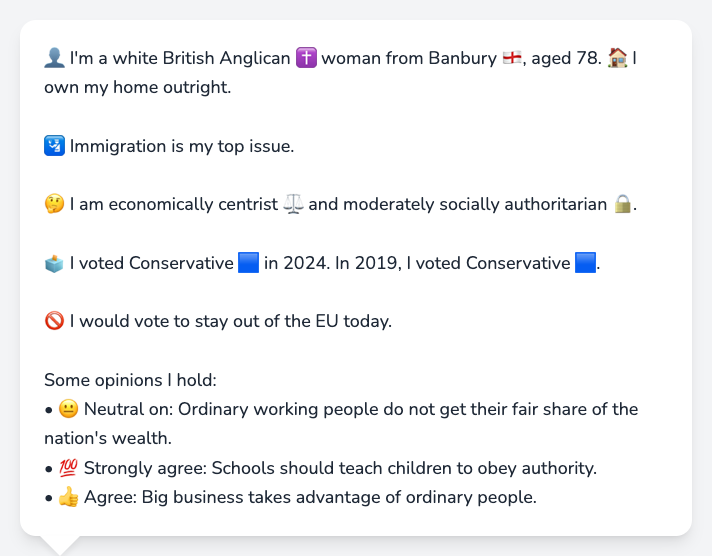 👤 I'm a white British Anglican ✝️ woman from Banbury 🏴󠁧󠁢󠁥󠁮󠁧󠁿, aged 78. 🏠 I
own my home outright.
🛂 Immigration is my top issue.
🤔 I am economically centrist ⚖️ and moderately socially authoritarian 🔒.
🗳️ I voted Conservative 🟦 in 2024. In 2019, I voted Conservative 🟦.
🚫 I would vote to stay out of the EU today.
Some opinions I hold:
• 😐 Neutral on: Ordinary working people do not get their fair share of the
nation's wealth.
• 💯 Strongly agree: Schools should teach children to obey authority.
• 👍 Agree: Big business takes advantage of ordinary people.